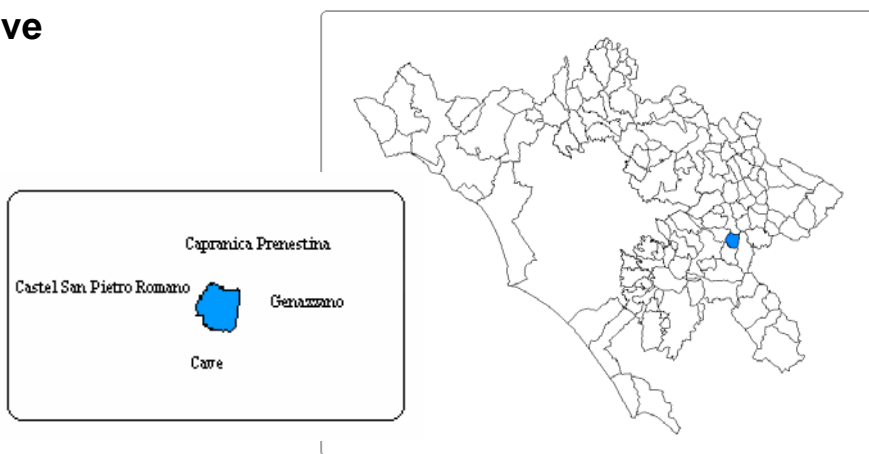 ve
Capranica Prenestina
Castel San Pietro Romano
Genazzano
Cave